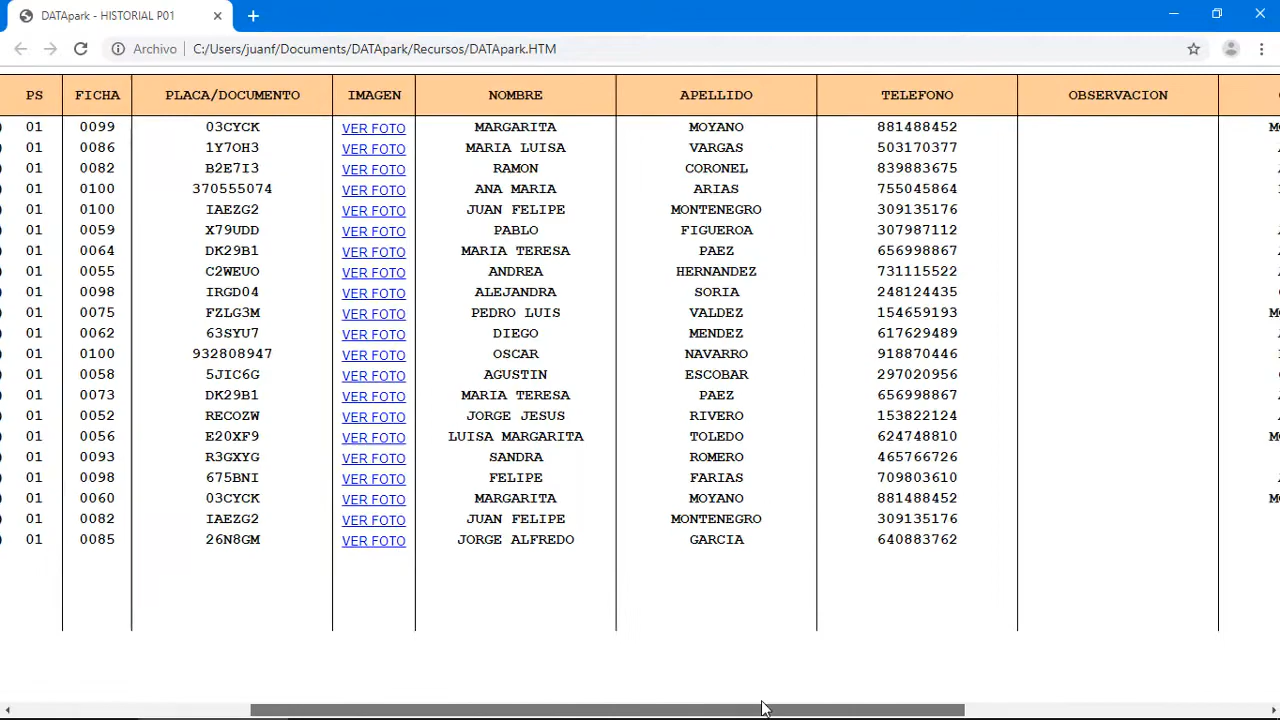 DATApark - HISTORIAL P01
Archivo C:/Users/juanf/Documents/DATApark/Recursos/DATApark.HTM
PS FICHA PLACA/DOCUMENTO IMAGEN NOMBRE APELLIDO TELEFONO OBSERVACION
01 0099 03CYCK VER FOTO MARGARITA MOYANO 881488452
01 0086 1Y7OH3 VER FOTO MARIA LUISA VARGAS 503170377
01 0082 B2E7I3 VER FOTO RAMON CORONEL 839883675
01 0100 370555074 VER FOTO ANA MARIA ARIAS 755045864
01 0100 IAEZG2 VER FOTO JUAN FELIPE MONTENEGRO 309135176
01 0059 X79UDD VER FOTO PABLO FIGUEROA 307987112
01 0064 DK29B1 VER FOTO MARIA TERESA PAEZ 656998867
01 0055 C2WEUO VER FOTO ANDREA HERNANDEZ 731115522
01 0098 IRGD04 VER FOTO ALEJANDRA SORIA 248124435
01 0075 FZLG3M VER FOTO PEDRO LUIS VALDEZ 154659193
01 0062 63SYU7 VER FOTO DIEGO MENDEZ 617629489
01 0100 932808947 VER FOTO OSCAR NAVARRO 918870446
01 0058 5JIC6G VER FOTO AGUSTIN ESCOBAR 297020956
01 0073 DK29B1 VER FOTO MARIA TERESA PAEZ 656998867
01 0052 RECOZW VER FOTO JORGE JESUS RIVERO 153822124
01 0056 E20XF9 VER FOTO LUISA MARGARITA TOLEDO 624748810
01 0093 R3GXYG VER FOTO SANDRA ROMERO 465766726
01 0098 675BNI VER FOTO FELIPE FARIAS 709803610
01 0060 03CYCK VER FOTO MARGARITA MOYANO 881488452
01 0082 IAEZG2 VER FOTO JUAN FELIPE MONTENEGRO 309135176
01 0085 26N8GM VER FOTO JORGE ALFREDO GARCIA 640883762